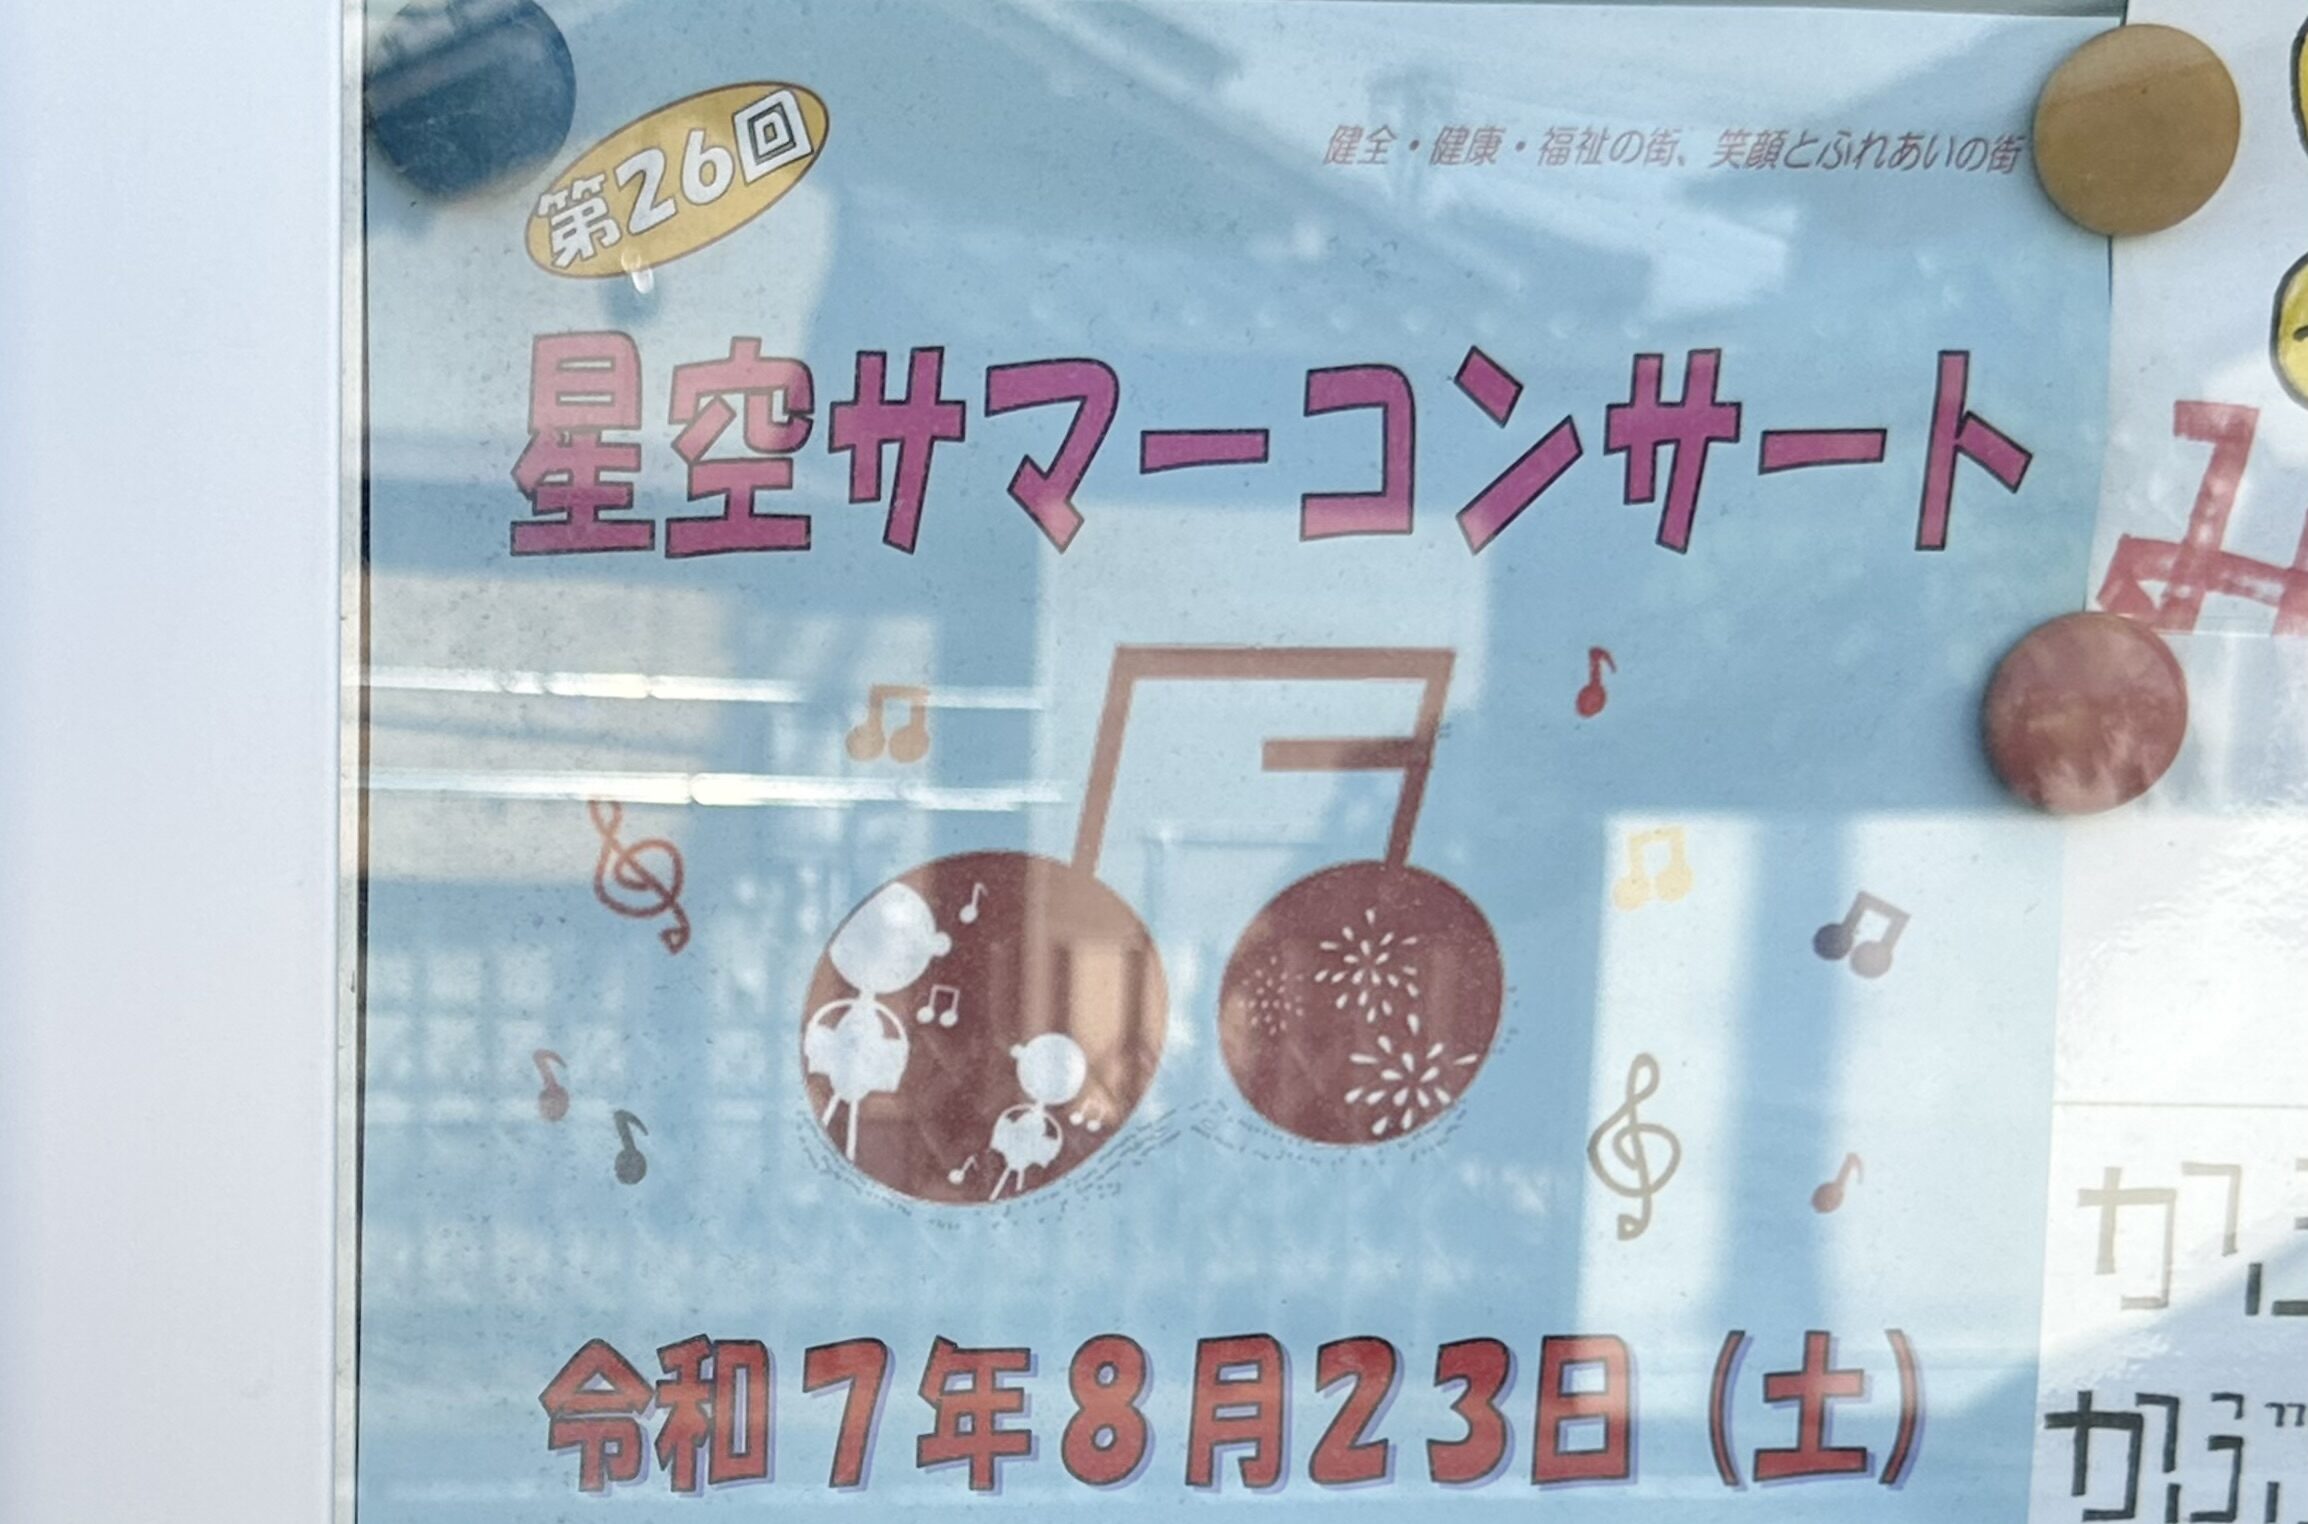 第26回
健全・健康・福祉の街、笑顔とふれあいの街
星空サマーコンサート
令和7年8月23日(土)